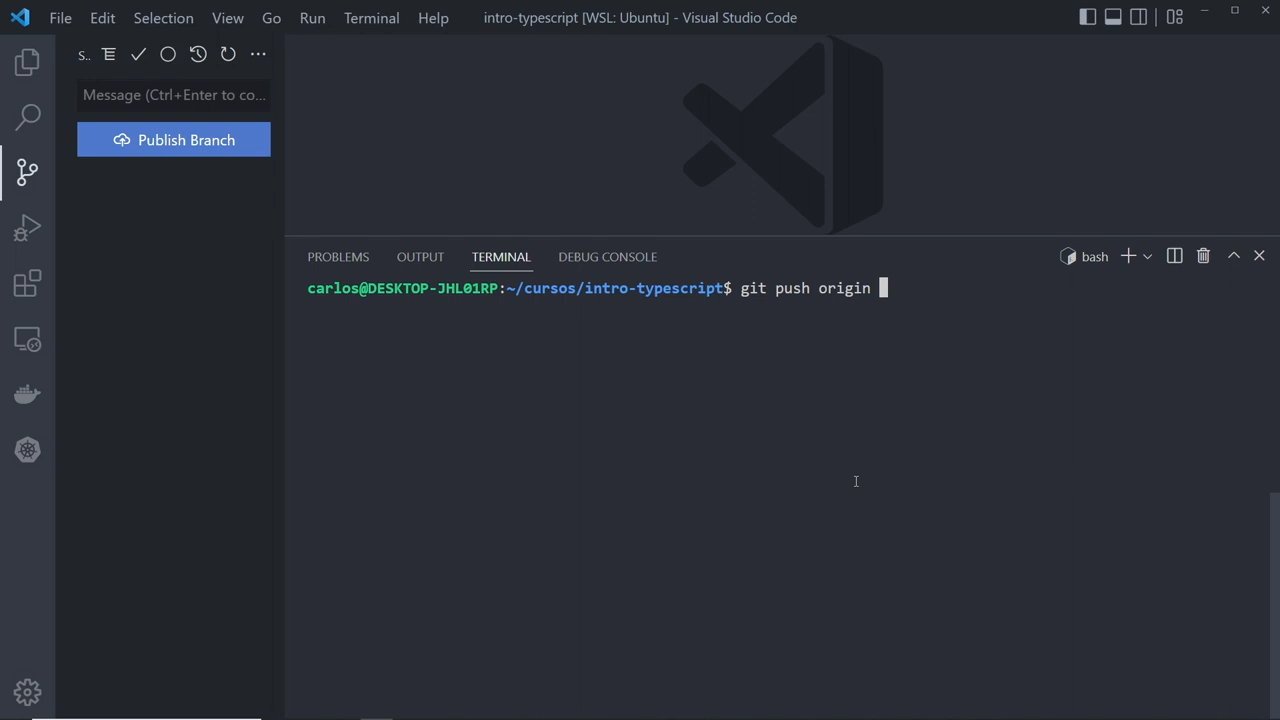 File Edit Selection View Go Run Terminal Help intro-typescript [WSL: Ubuntu] - Visual Studio Code
S..
Message (Ctrl+Enter to co...
Publish Branch
PROBLEMS OUTPUT TERMINAL DEBUG CONSOLE bash
carlos@DESKTOP-JHL01RP:~/cursos/intro-typescript$ git push origin